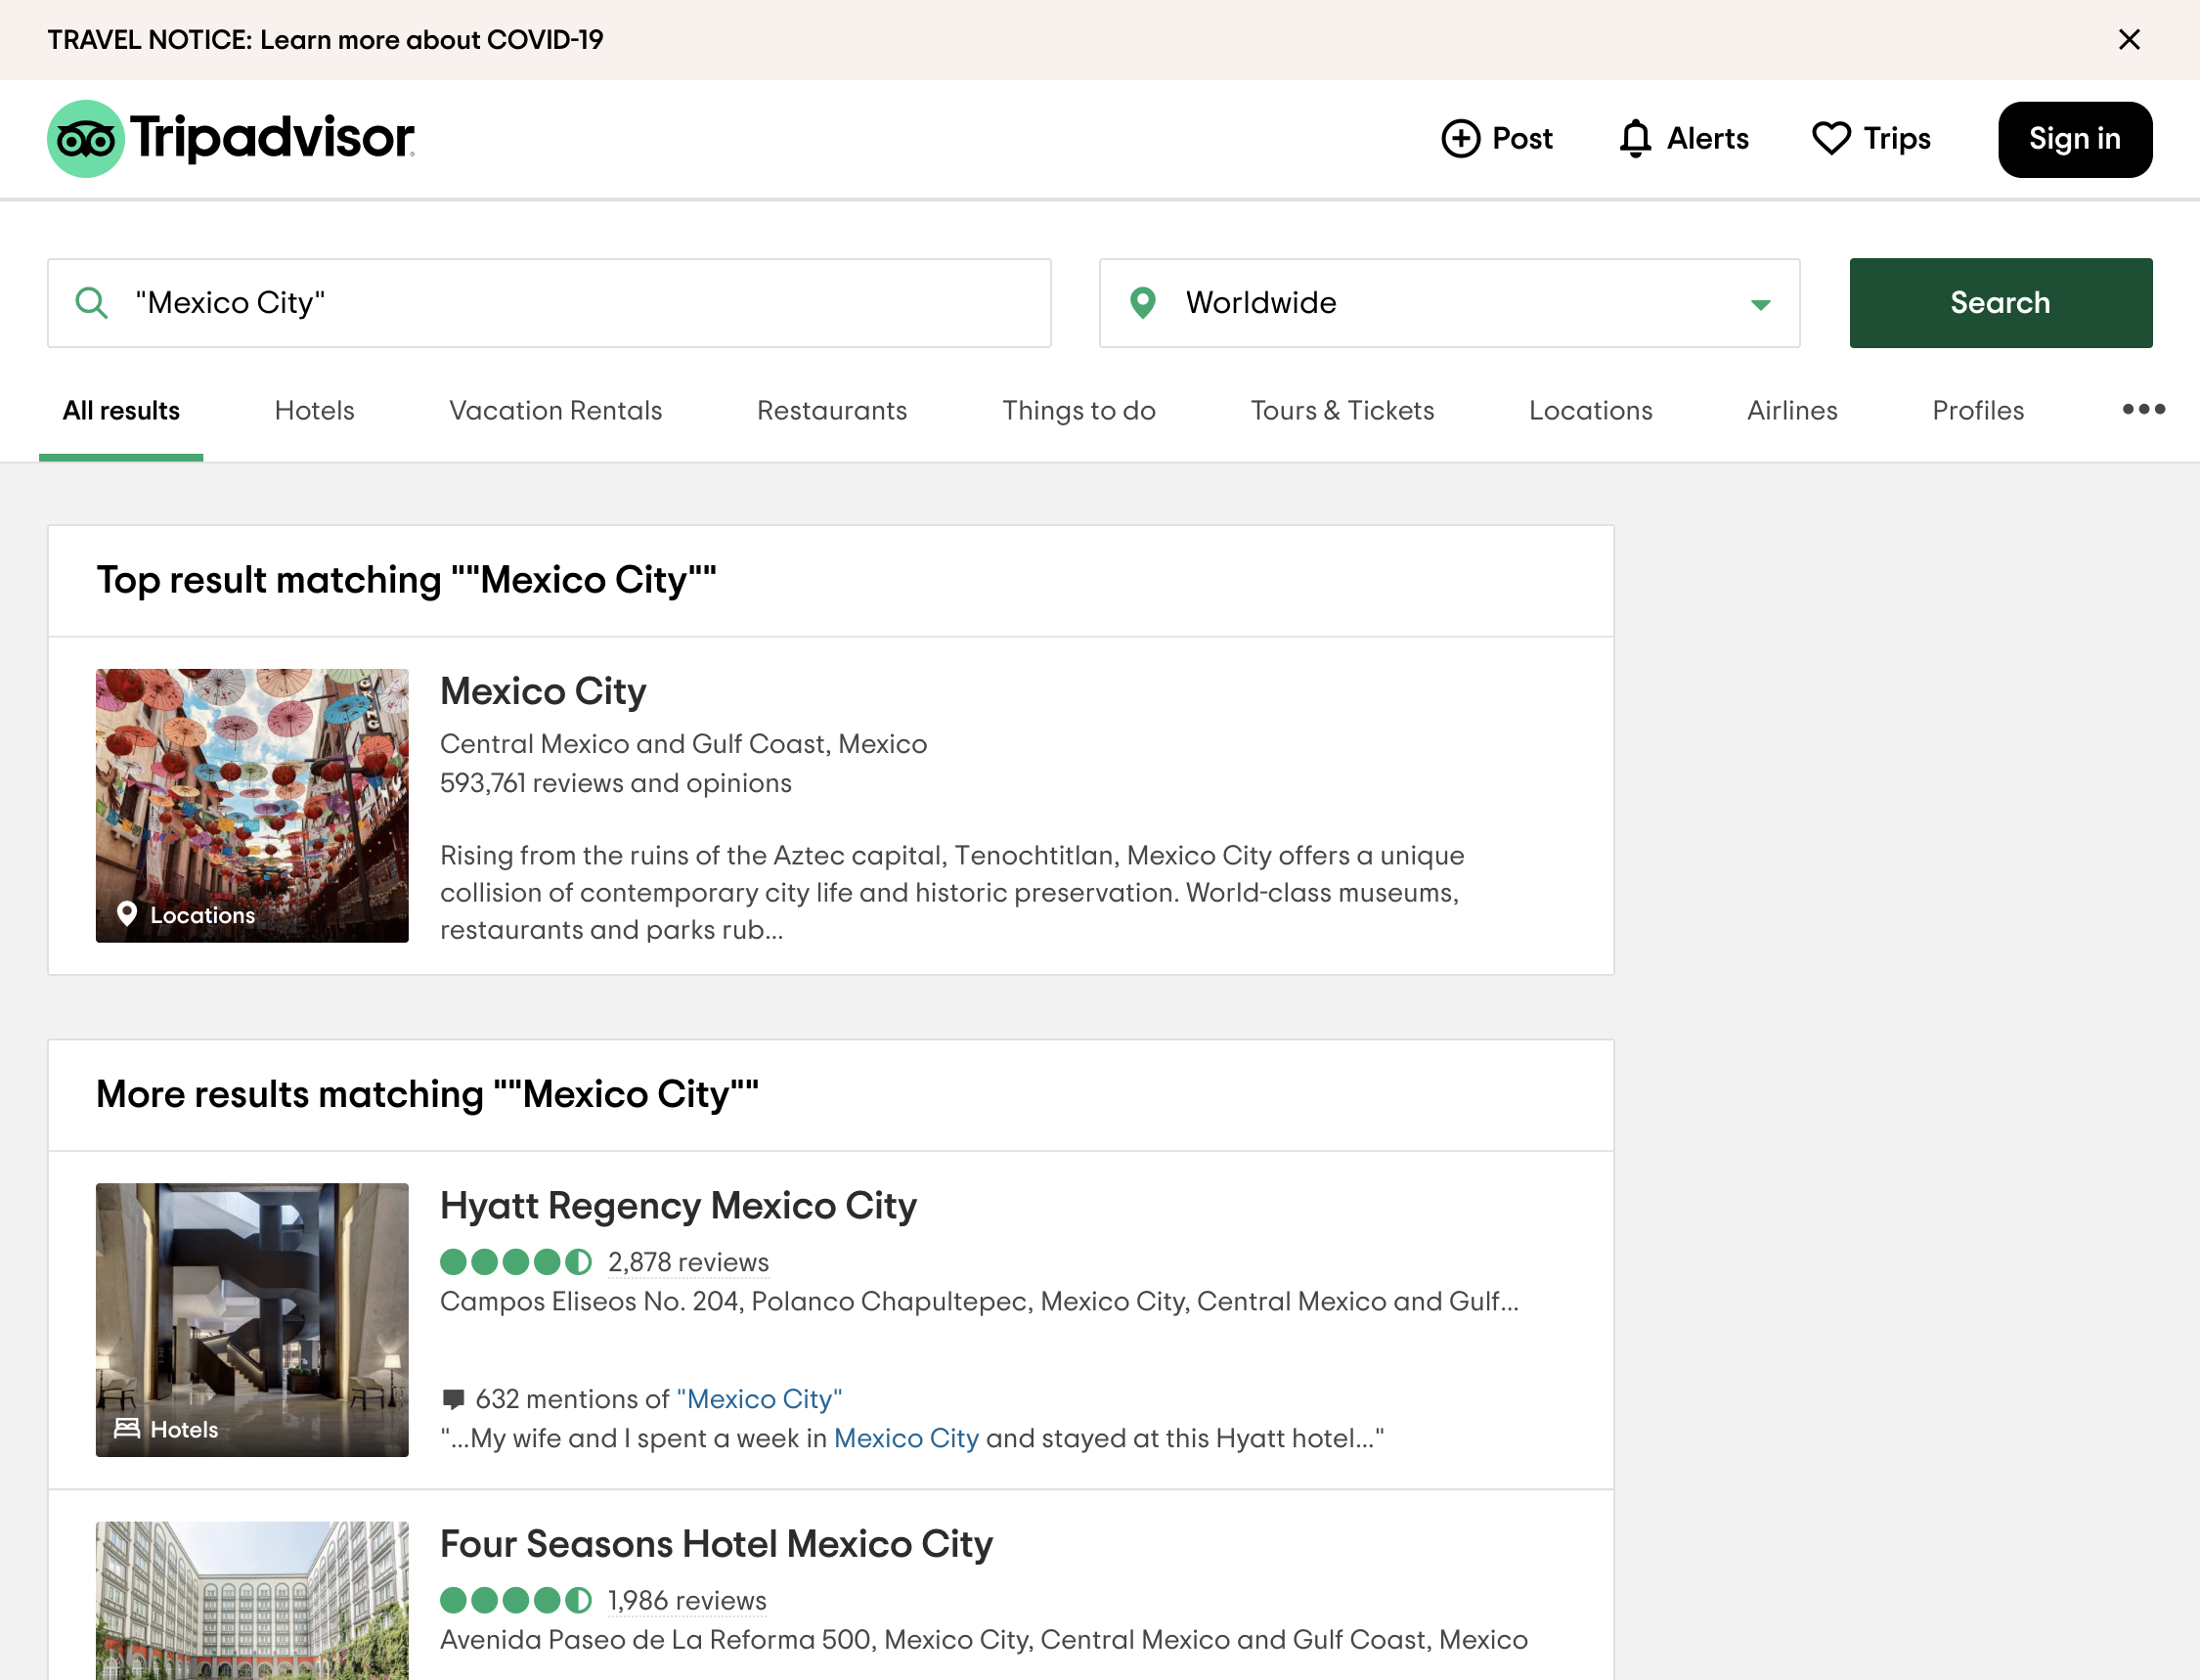 TRAVEL NOTICE: Learn more about COVID-19
Tripadvisor
Post
Alerts
Trips
Sign in
"Mexico City"
Worldwide
Search
All results
Hotels
Vacation Rentals
Restaurants
Things to do
Tours & Tickets
Locations
Airlines
Profiles
Top result matching ""Mexico City""
Mexico City
Central Mexico and Gulf Coast, Mexico
593,761 reviews and opinions
Rising from the ruins of the Aztec capital, Tenochtitlan, Mexico City offers a unique
collision of contemporary city life and historic preservation. World-class museums,
restaurants and parks rub...
Locations
More results matching ""Mexico City""
Hyatt Regency Mexico City
2,878 reviews
Campos Eliseos No. 204, Polanco Chapultepec, Mexico City, Central Mexico and Gulf...
632 mentions of "Mexico City"
"...My wife and I spent a week in Mexico City and stayed at this Hyatt hotel..."
Hotels
Four Seasons Hotel Mexico City
1,986 reviews
Avenida Paseo de La Reforma 500, Mexico City, Central Mexico and Gulf Coast, Mexico